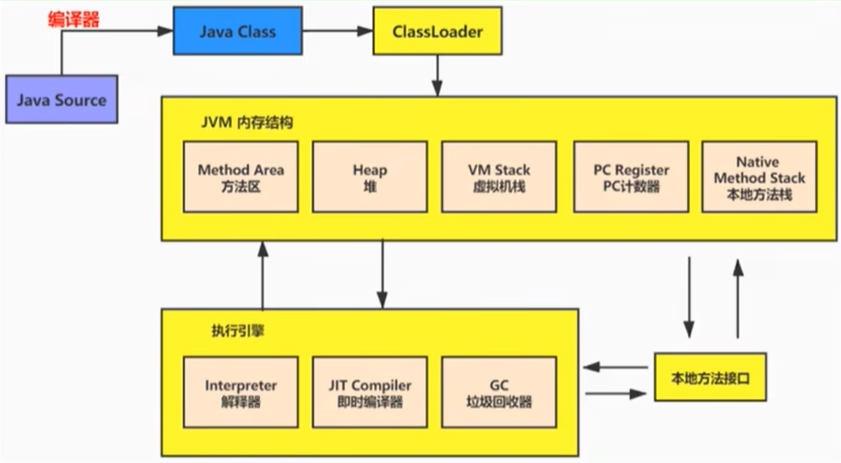 编译器
Java Class
ClassLoader
Java Source
JVM 内存结构
Method Area
方法区
Heap
堆
VM Stack
虚拟机栈
PC Register
PC计数器
Native
Method Stack
本地方法栈
执行引擎
Interpreter
解释器
JIT Compiler
即时编译器
GC
垃圾回收器
本地方法接口